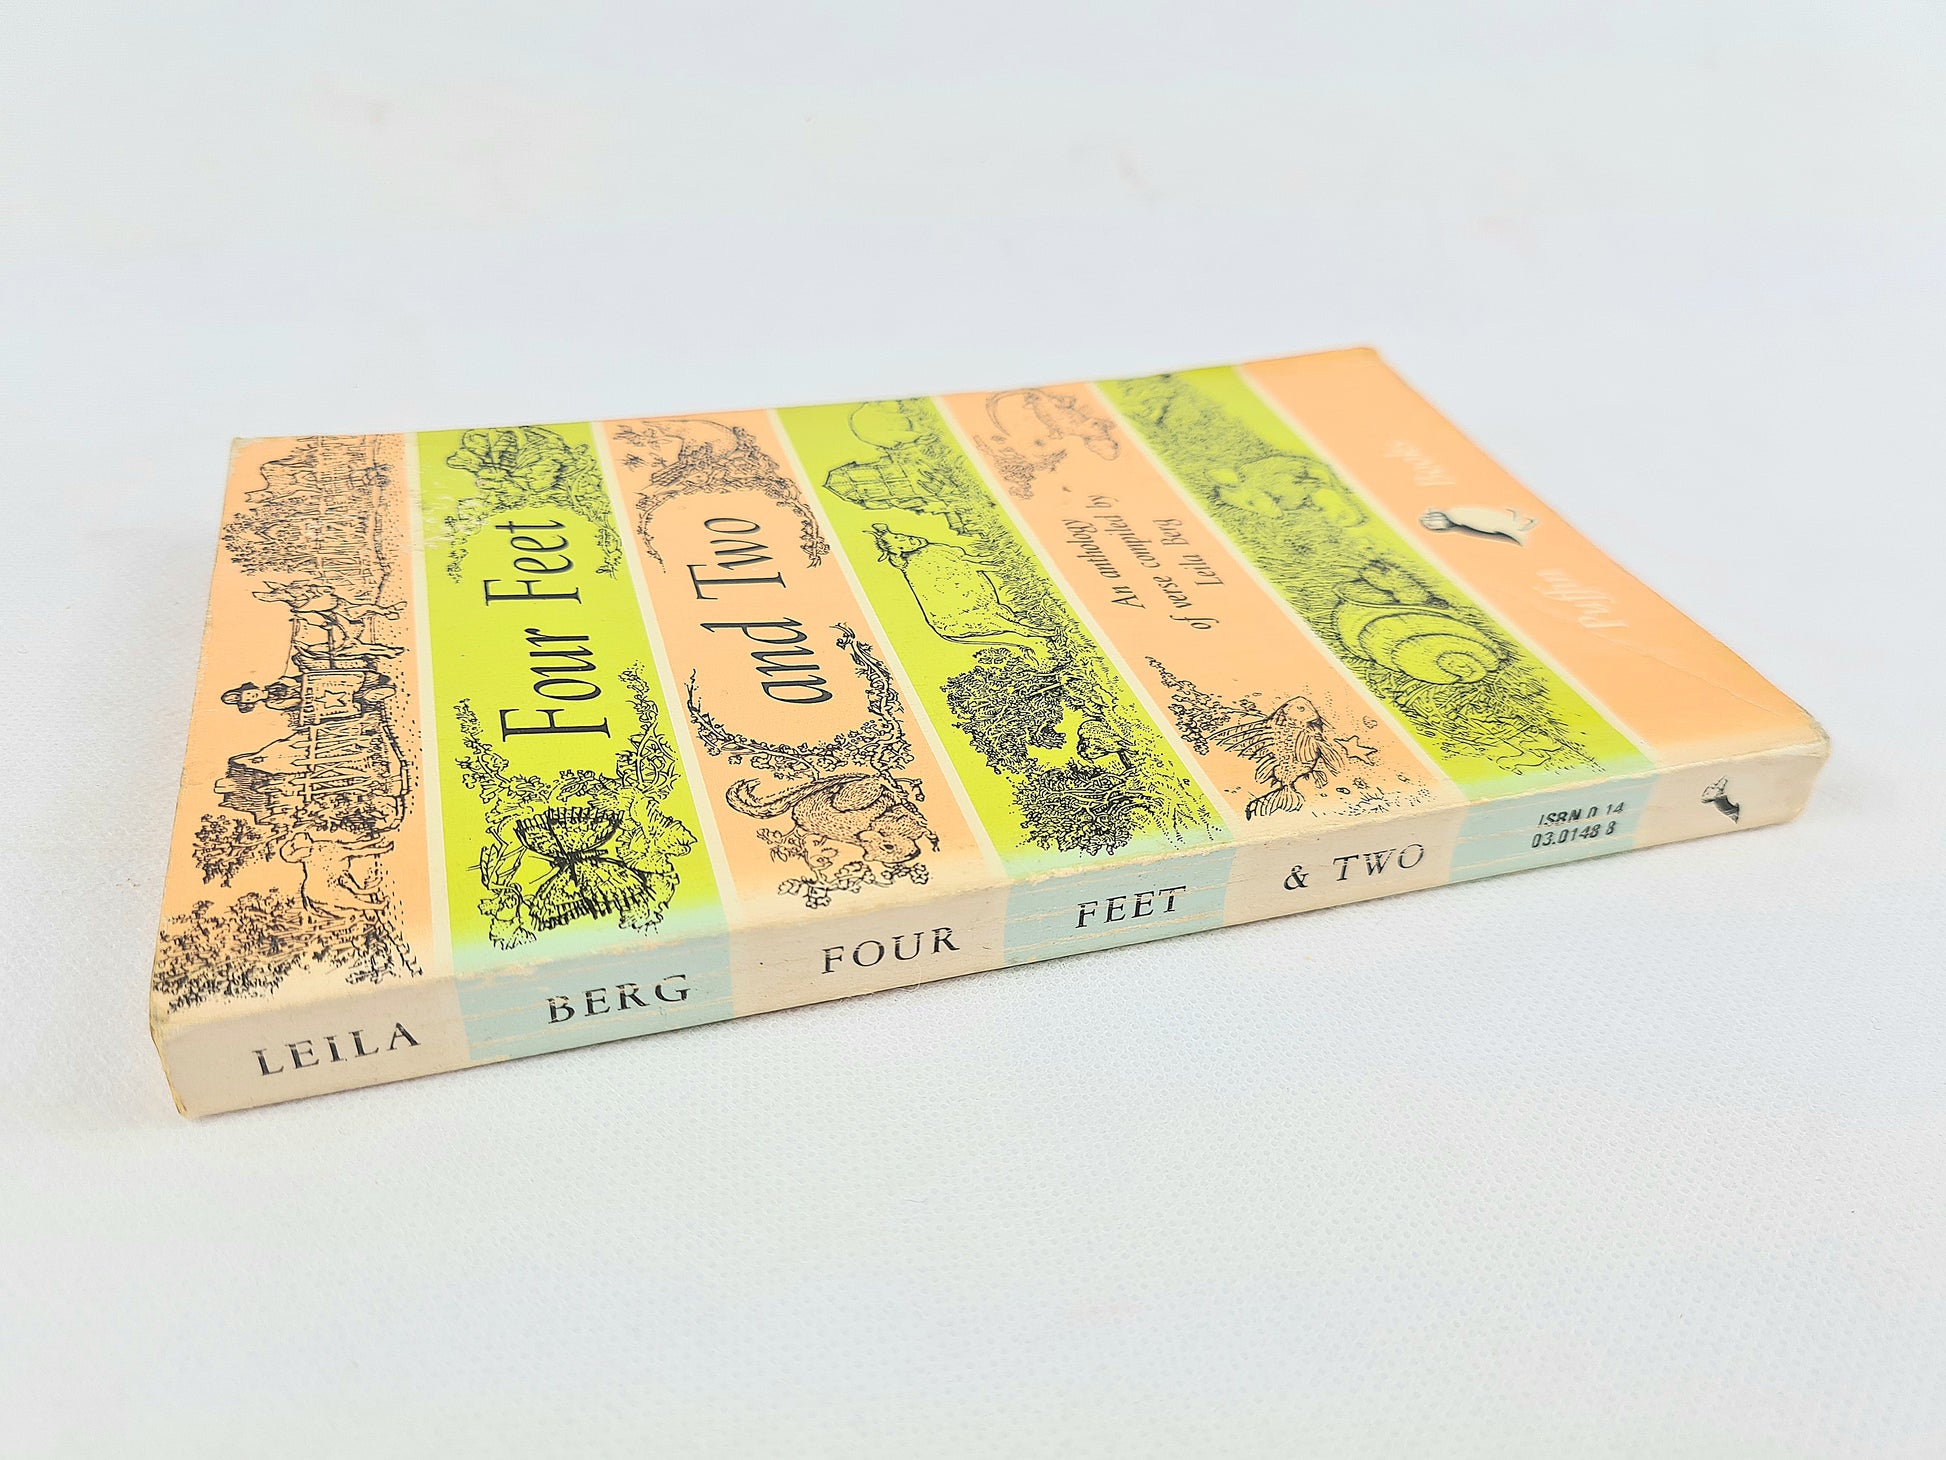 Four Feet
and Two
An anthology
of verse compiled by
Leila Berg
Puffin Book
LEILA BERG FOUR FEET & TWO
ISBN 0 14
03.0148 8